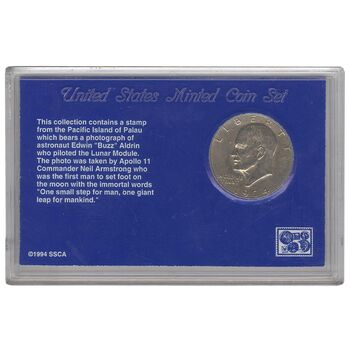 United States Minted Coin Set
This collection contains a stamp
from the Pacific Island of Palau
which bears a photograph of
astronaut Edwin "Buzz" Aldrin
who piloted the Lunar Module.
The photo was taken by Apollo 11
Commander Neil Armstrong who
was the first man to set foot on
the moon with the immortal words
"One small step for man, one giant
leap for mankind."
LIBERTY
©1994 SSCA